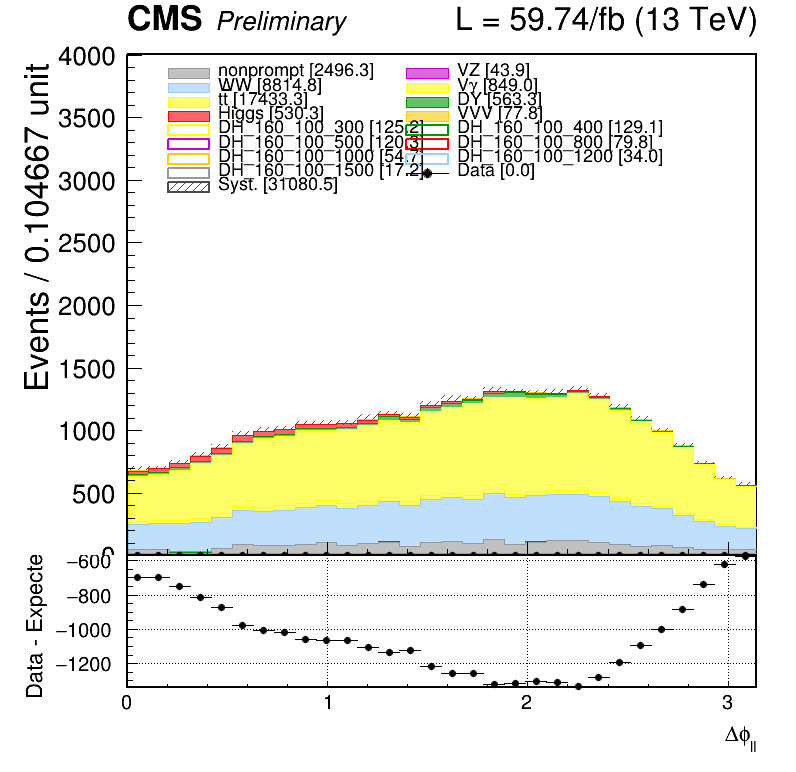 CMS Preliminary L = 59.74/fb (13 TeV)
Events / 0.104667 unit
4000
3500
3000
2500
2000
1500
1000
500
0
nonprompt [2496.3] VZ [43.9]
WW [8814.8] Vγ [849.0]
tt [17433.3] DY [563.3]
Higgs [530.3] VVV [77.8]
DH_160_100_300 [125.2] DH_160_100_400 [129.1]
DH_160_100_500 [120.3] DH_160_100_800 [79.8]
DH_160_100_1000 [54.7] DH_160_100_1200 [34.0]
DH_160_100_1500 [17.2] Data [0.0]
Syst. [31080.5]
Data - Expecte
−600
−800
−1000
−1200
0 1 2 3
Δϕll